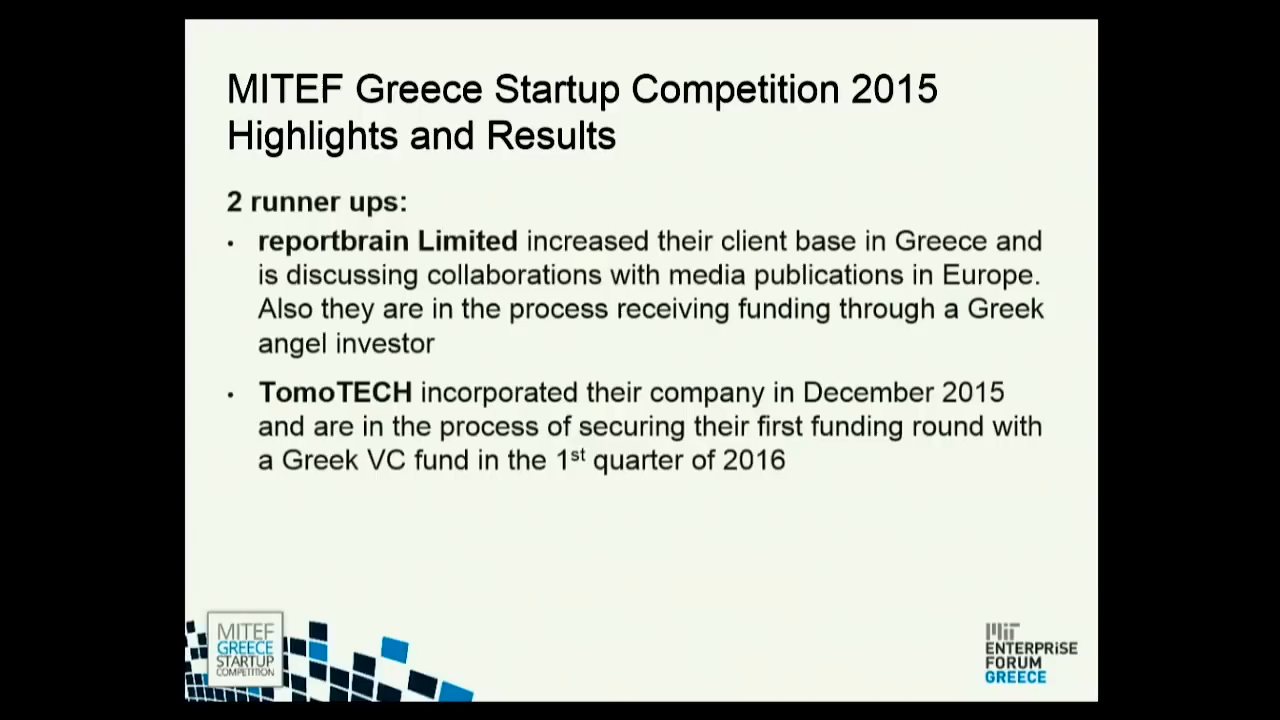 MITEF Greece Startup Competition 2015
Highlights and Results
2 runner ups:
• reportbrain Limited increased their client base in Greece and
is discussing collaborations with media publications in Europe.
Also they are in the process receiving funding through a Greek
angel investor
• TomoTECH incorporated their company in December 2015
and are in the process of securing their first funding round with
a Greek VC fund in the 1st quarter of 2016
MITEF
GREECE
STARTUP
COMPETITION
MIT
ENTERPRISE
FORUM
GREECE